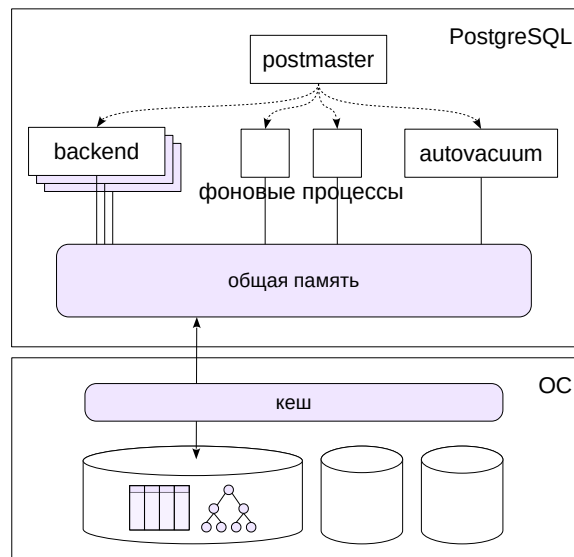 PostgreSQL
postmaster
backend
autovacuum
фоновые процессы
общая память
ОС
кеш